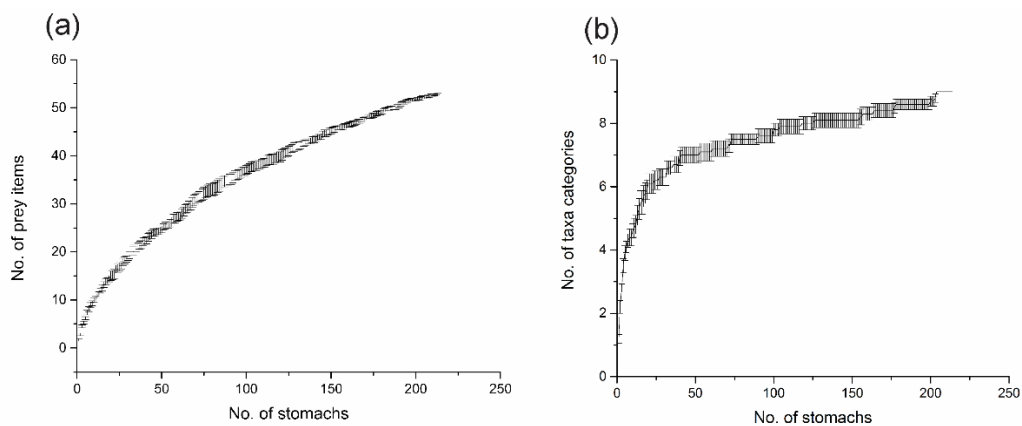 (a)
60
50
40
30
20
10
0
No. of prey items
0 50 100 150 200 250
No. of stomachs
(b)
10
8
6
4
2
0
No. of taxa categories
0 50 100 150 200 250
No. of stomachs